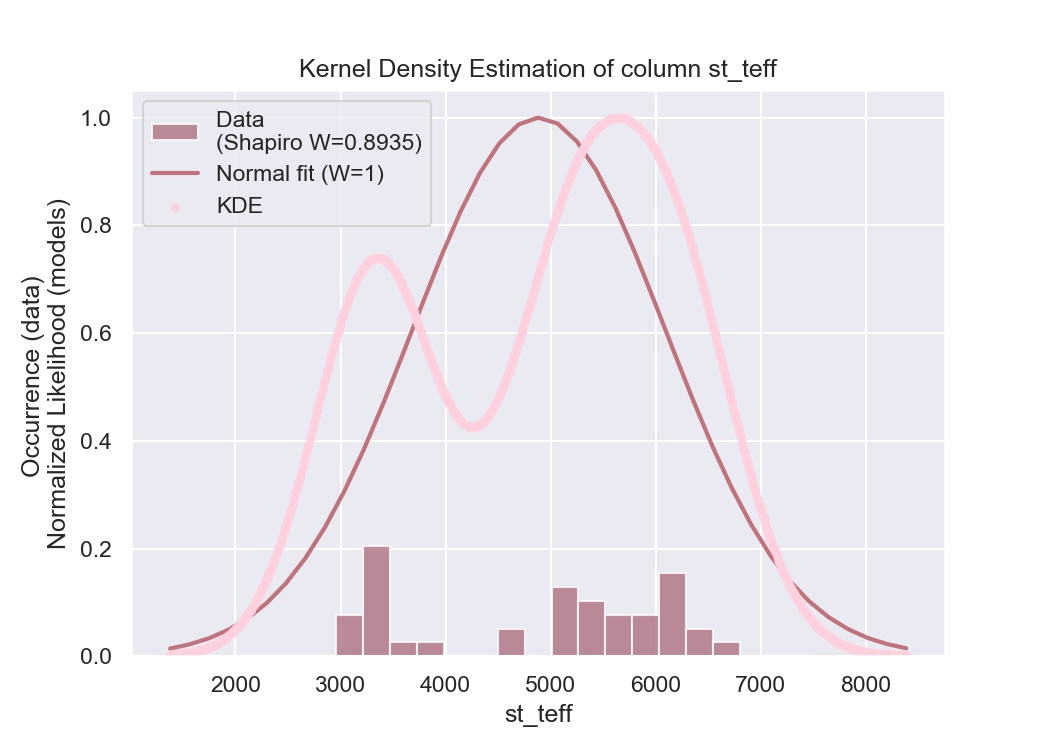 Kernel Density Estimation of column st_teff
Data
(Shapiro W=0.8935)
Normal fit (W=1)
KDE
Occurrence (data)
Normalized Likelihood (models)
1.0
0.8
0.6
0.4
0.2
0.0
2000
3000
4000
5000
6000
7000
8000
st_teff